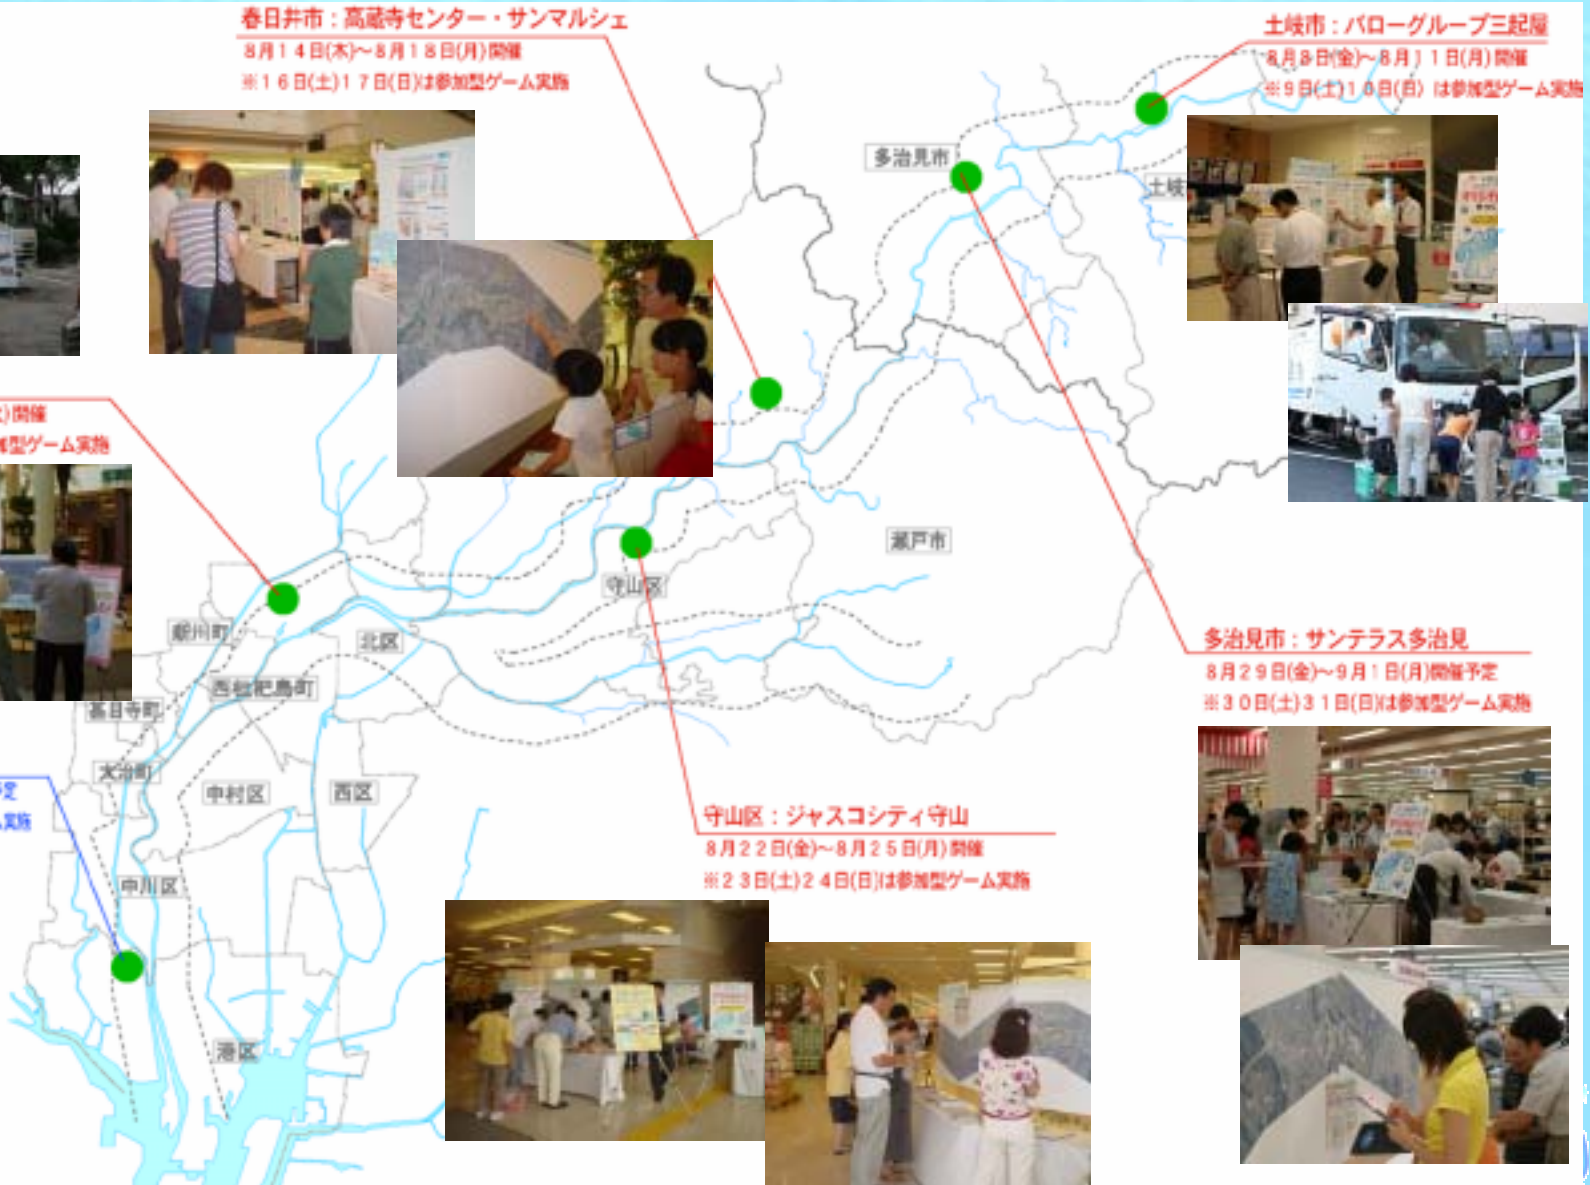 春日井市：高蔵寺センター・サンマルシェ
８月１４日(木)～８月１８日(月)開催
※１６日(土)１７日(日)は参加型ゲーム実施
土岐市：バローグループ三起屋
８月８日(金)～８月１１日(月)開催
※９日(土)１０日(日)は参加型ゲーム実施
多治見市
土岐
)開催
加型ゲーム実施
瀬戸市
守山区
新川町
北区
西枇杷島町
甚目寺町
大治町
中村区
西区
予定
ム実施
中川区
港区
多治見市：サンテラス多治見
８月２９日(金)～９月１日(月)開催予定
※３０日(土)３１日(日)は参加型ゲーム実施
守山区：ジャスコシティ守山
８月２２日(金)～８月２５日(月)開催
※２３日(土)２４日(日)は参加型ゲーム実施